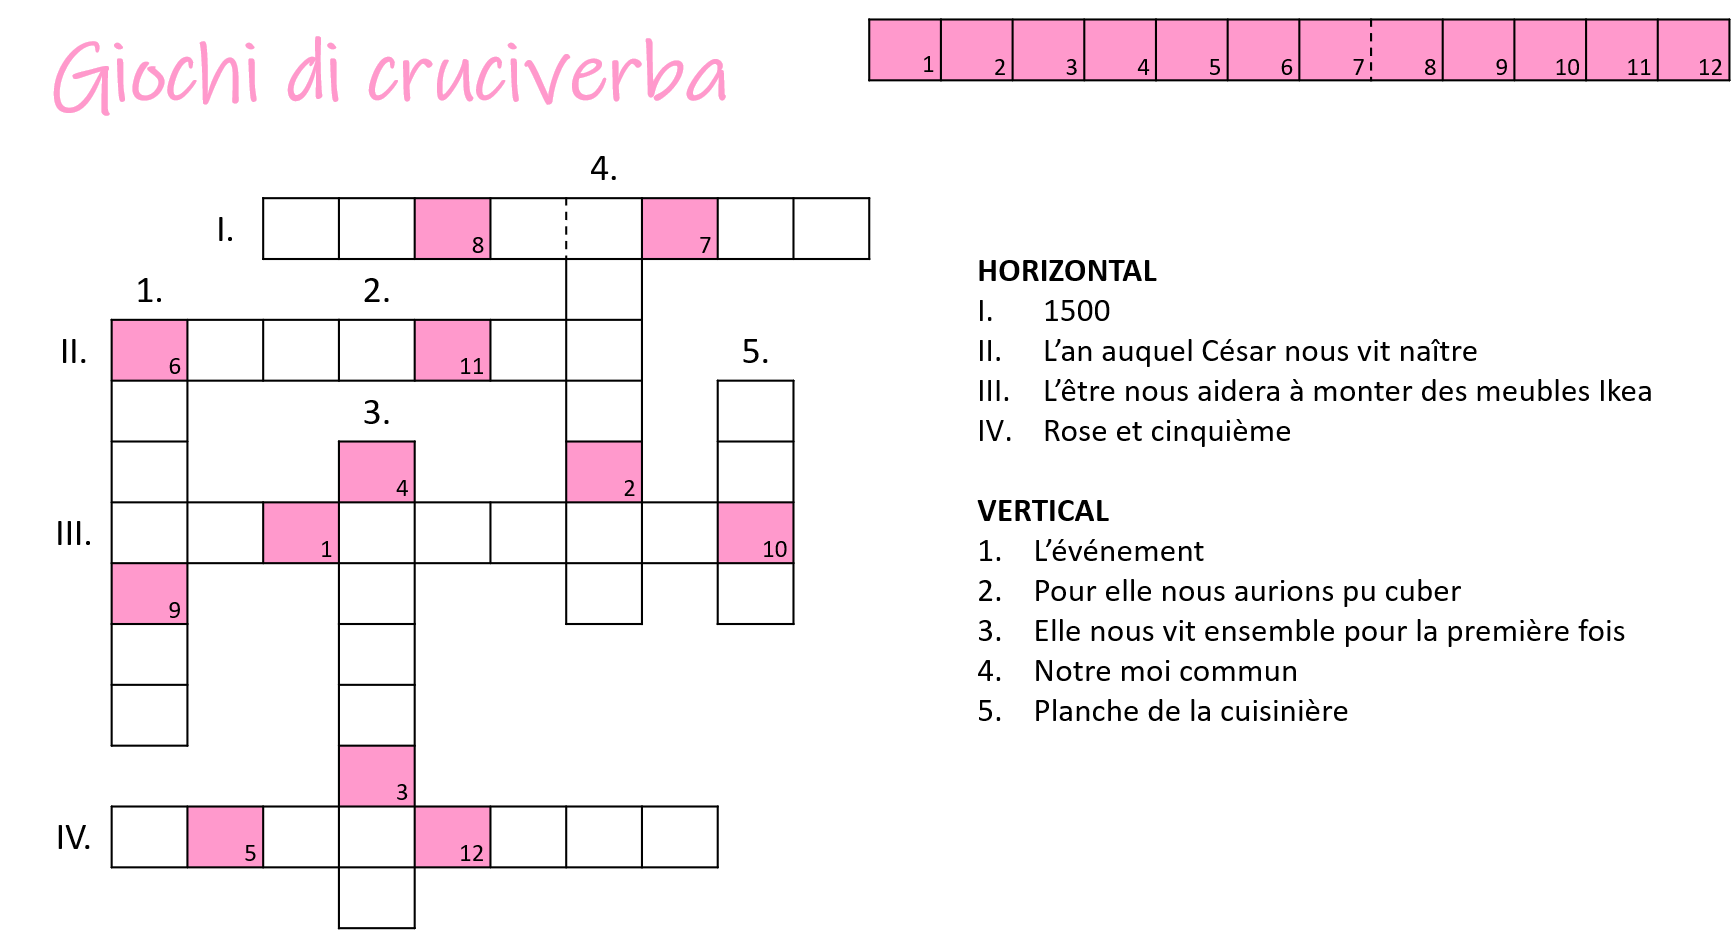 Giochi di cruciverba
1 2 3 4 5 6 7 8 9 10 11 12
4.
I. 8 7
1. 2.
II. 6 11 5.
3.
4 2
III. 1 10
9
3
IV. 5 12
HORIZONTAL
I. 1500
II. L’an auquel César nous vit naître
III. L’être nous aidera à monter des meubles Ikea
IV. Rose et cinquième
VERTICAL
1. L’événement
2. Pour elle nous aurions pu cuber
3. Elle nous vit ensemble pour la première fois
4. Notre moi commun
5. Planche de la cuisinière